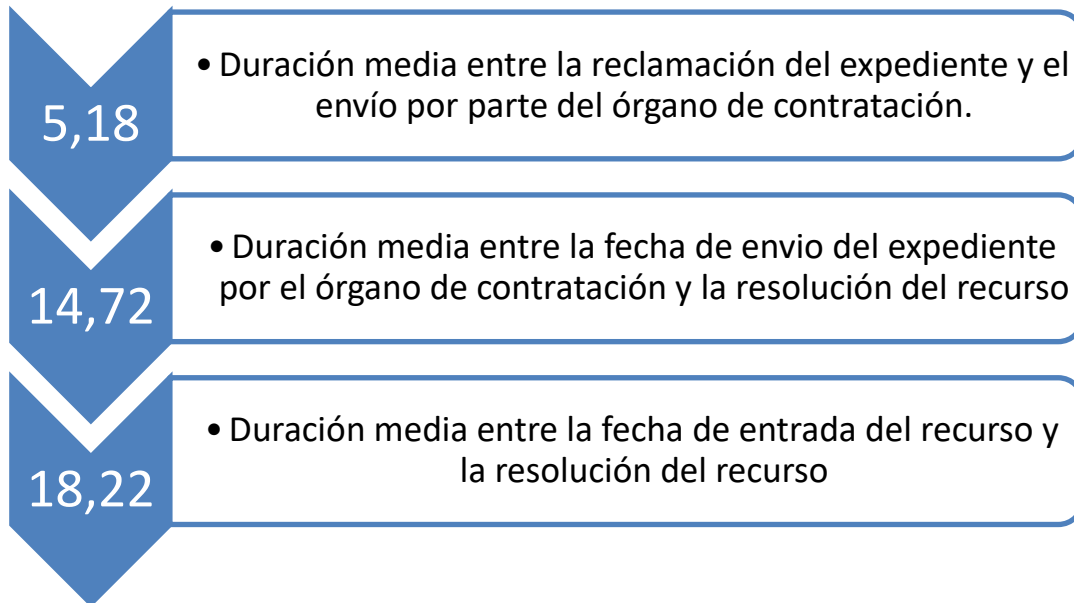 5,18
• Duración media entre la reclamación del expediente y el
envío por parte del órgano de contratación.
14,72
• Duración media entre la fecha de envio del expediente
por el órgano de contratación y la resolución del recurso
18,22
• Duración media entre la fecha de entrada del recurso y
la resolución del recurso